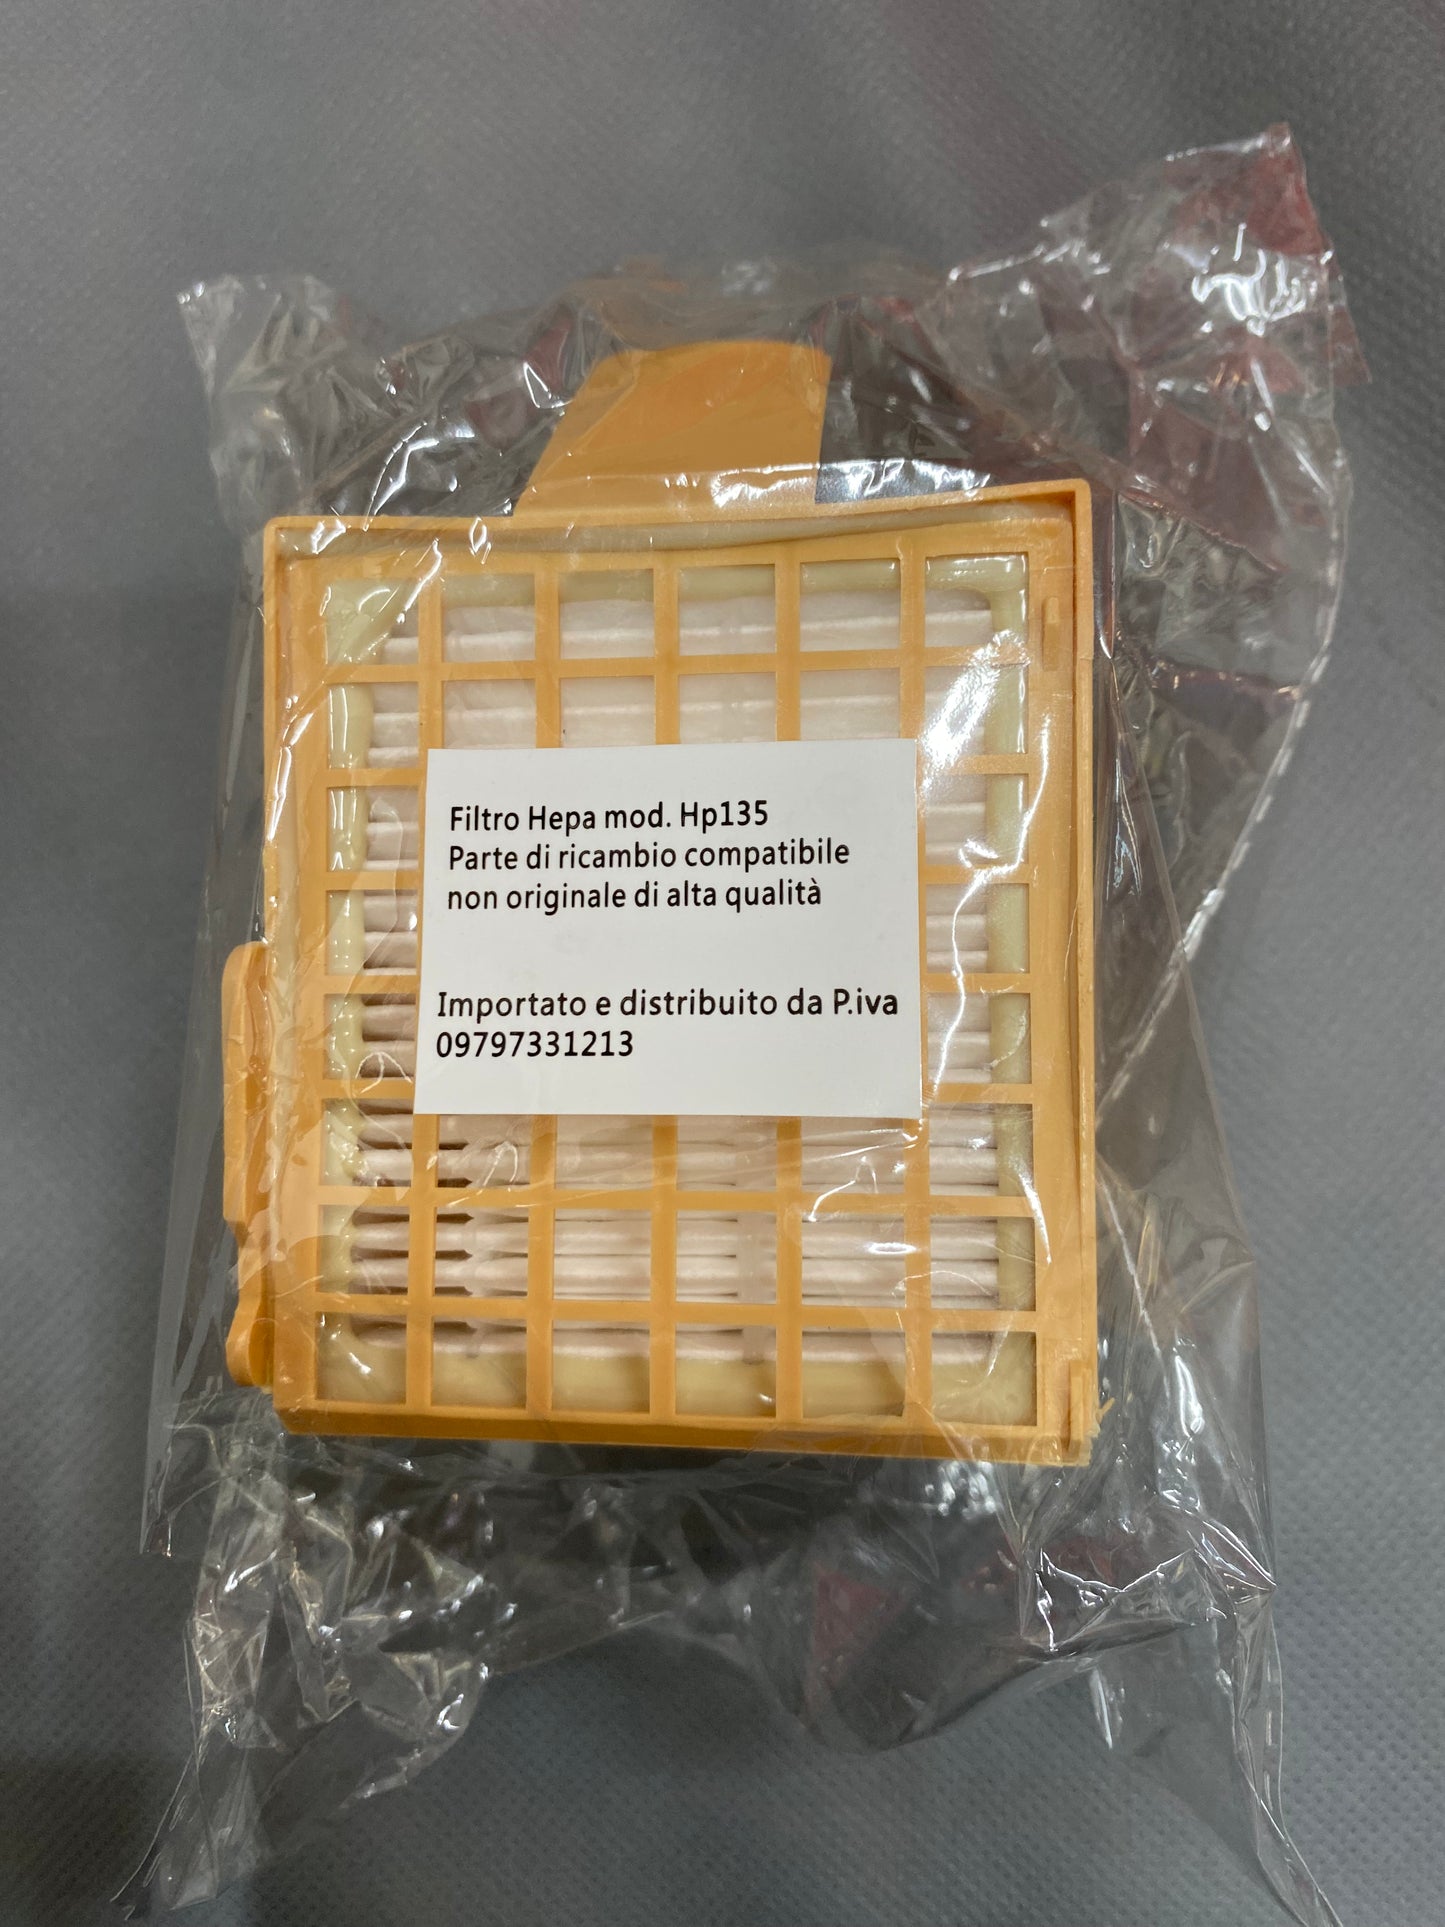 Filtro Hepa mod. Hp135
Parte di ricambio compatibile
non originale di alta qualità
Importato e distribuito da P.iva
09797331213